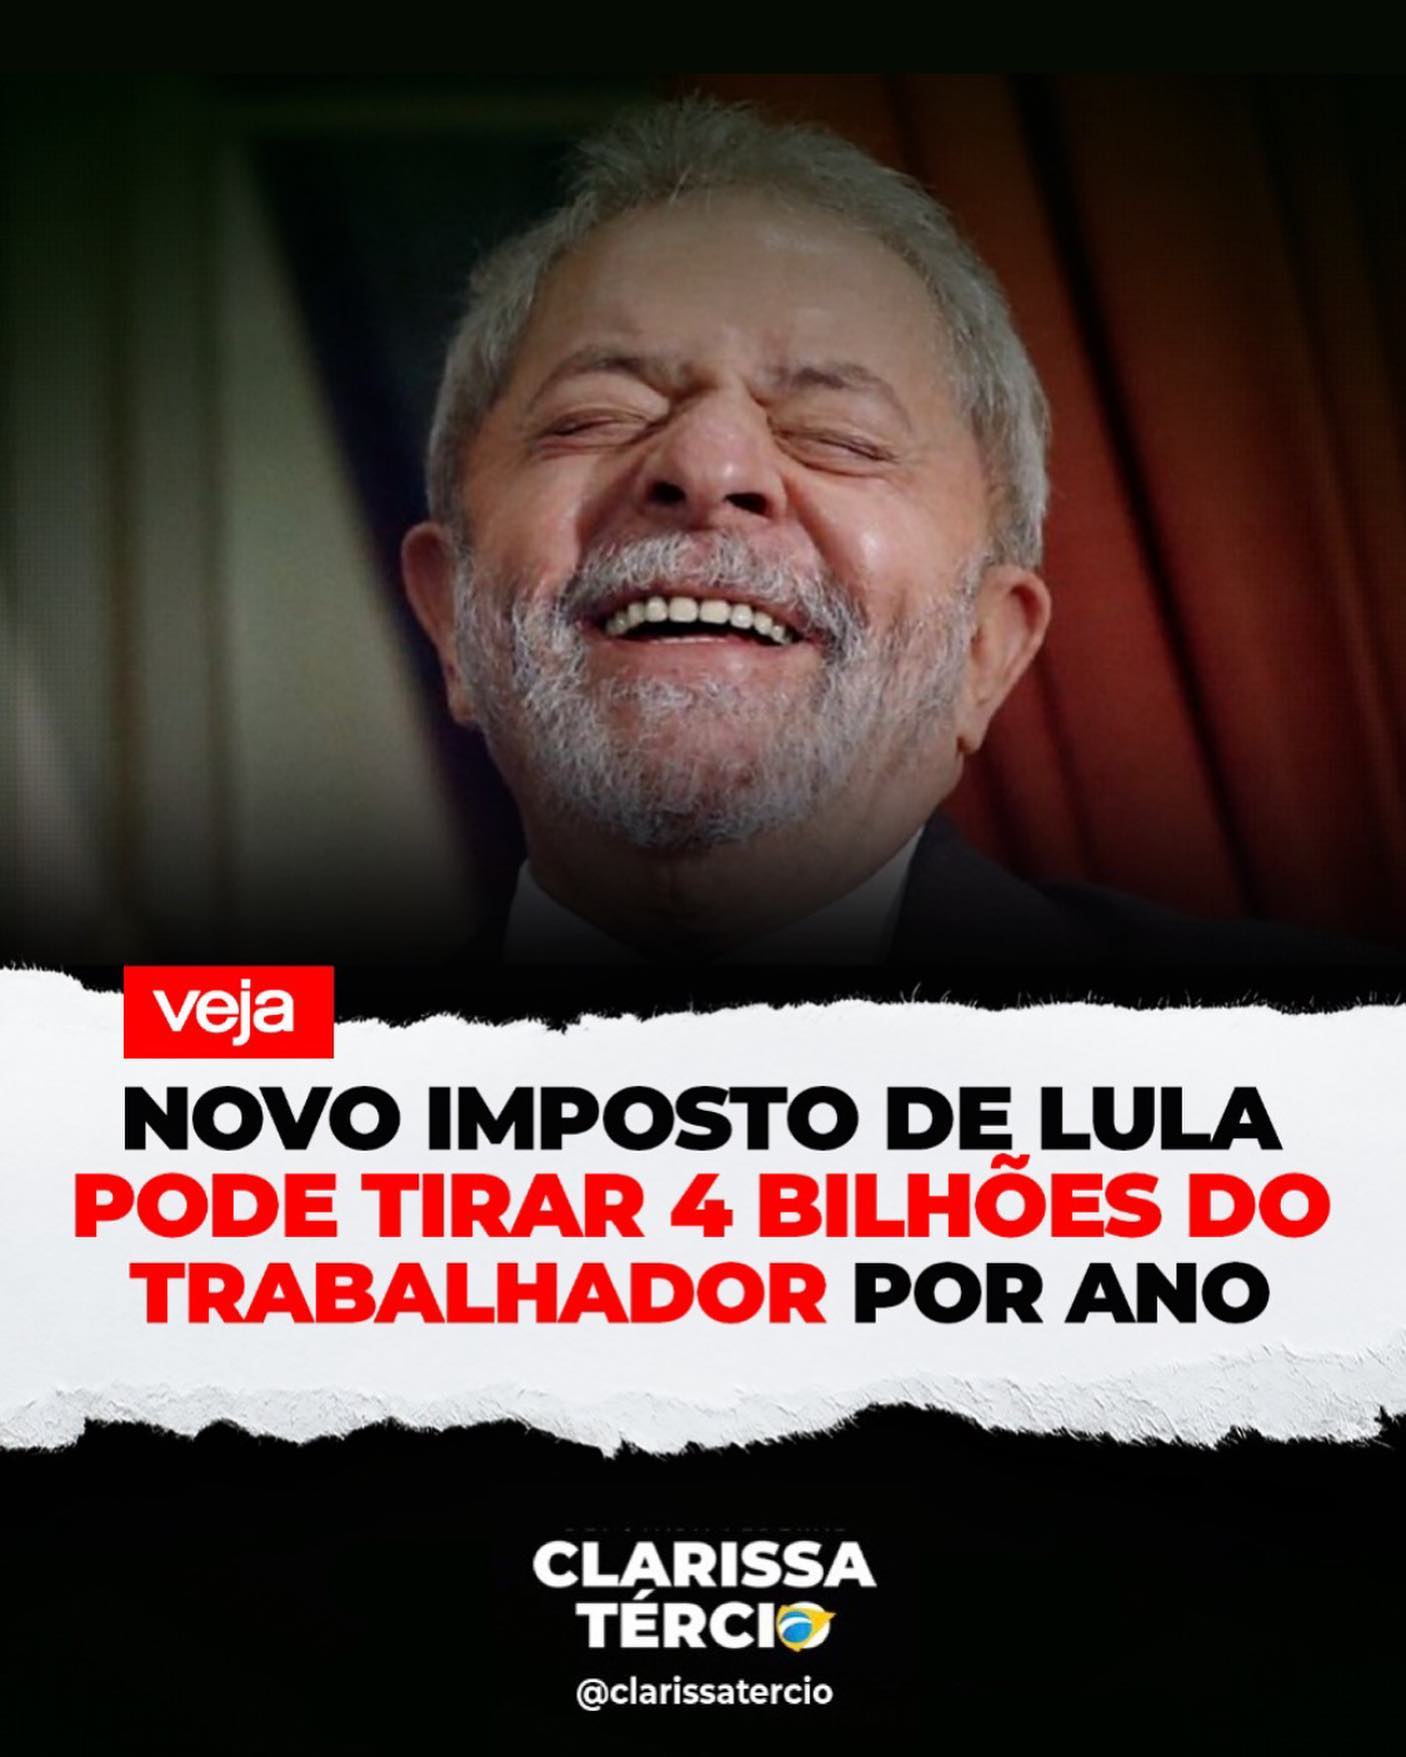 veja
NOVO IMPOSTO DE LULA
PODE TIRAR 4 BILHÕES DO
TRABALHADOR POR ANO
CLARISSA
TÉRCIO
@clarissatercio